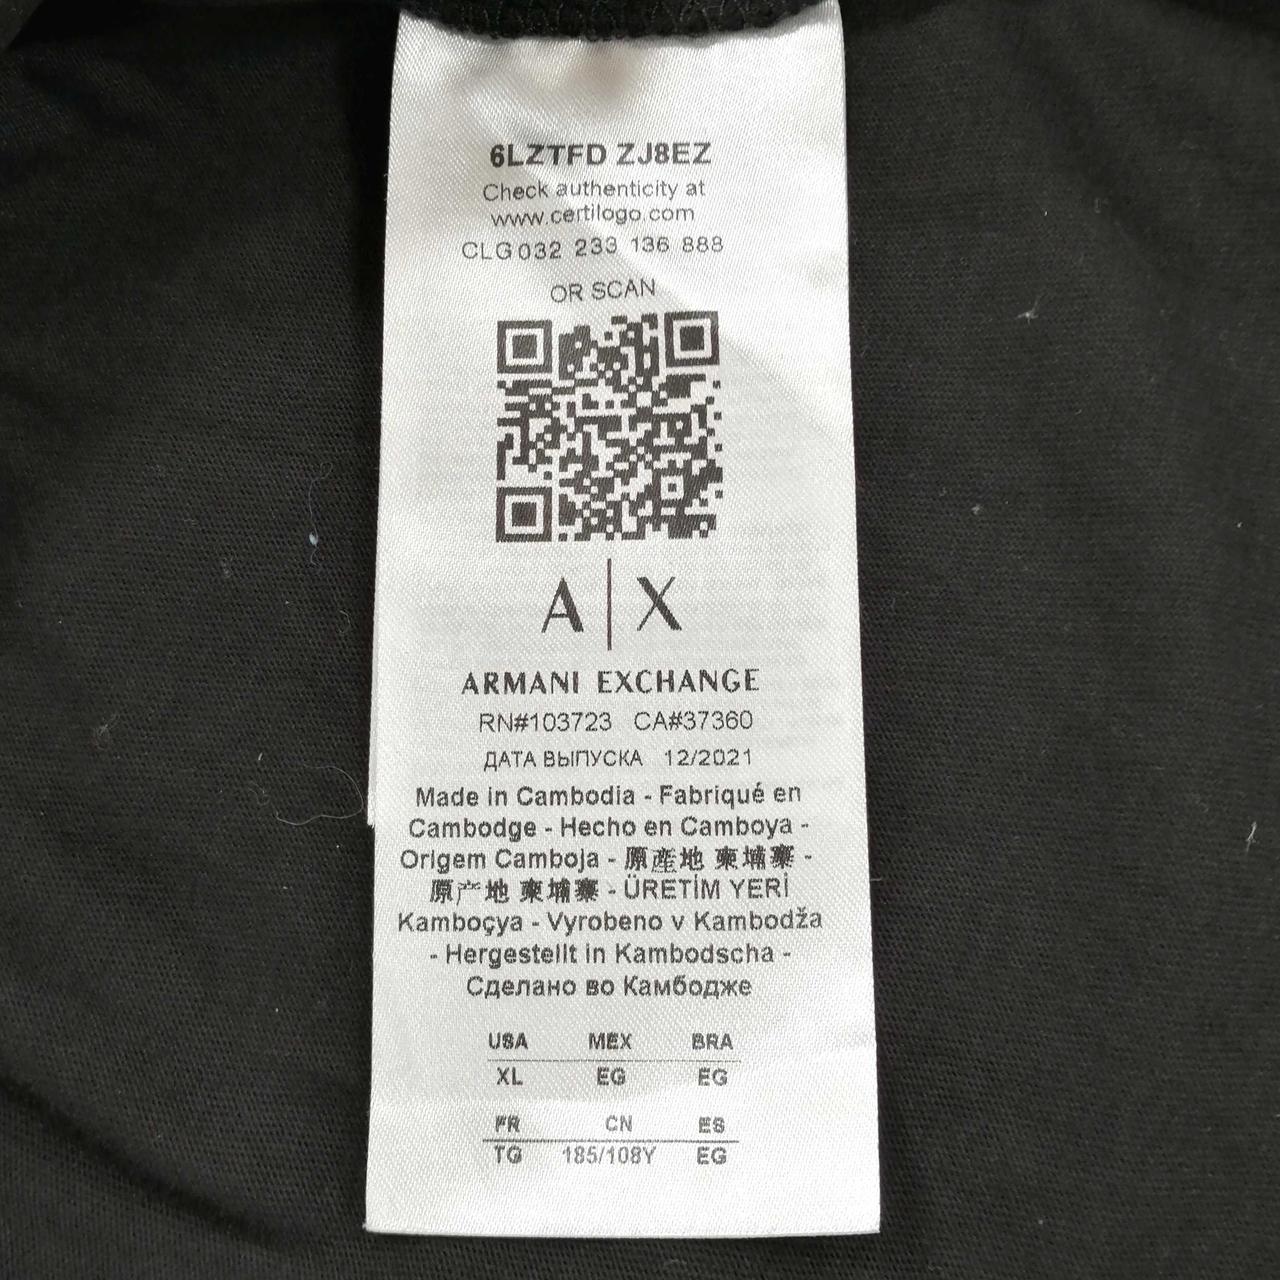 6LZTFD ZJ8EZ
Check authenticity at
www.certilogo.com
CLG 032 233 136 888
OR SCAN
A|X
ARMANI EXCHANGE
RN#103723 CA#37360
ДАТА ВЫПУСКА 12/2021
Made in Cambodia - Fabriqué en
Cambodge - Hecho en Camboya -
Origem Camboja - 原産地 柬埔寨 -
原产地 柬埔寨 - ÜRETİM YERİ
Kamboçya - Vyrobeno v Kambodža
- Hergestellt in Kambodscha -
Сделано во Камбодже
USA MEX BRA
XL EG EG
FR CN ES
TG 185/108Y EG